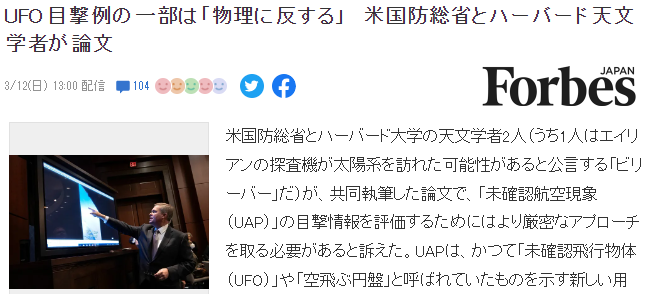 UFO目撃例の一部は「物理に反する」 米国防総省とハーバード天文
学者が論文
3/12(日) 13:00 配信
104
Forbes
JAPAN
米国防総省とハーバード大学の天文学者2人(うち1人はエイリ
アンの探査機が太陽系を訪れた可能性があると公言する「ビリ
ーバー」だ)が、共同執筆した論文で、「未確認航空現象
(UAP)」の目撃情報を評価するためにはより厳密なアプローチ
を取る必要があると訴えた。UAPは、かつて「未確認飛行物体
(UFO)」や「空飛ぶ円盤」と呼ばれていたものを示す新しい用